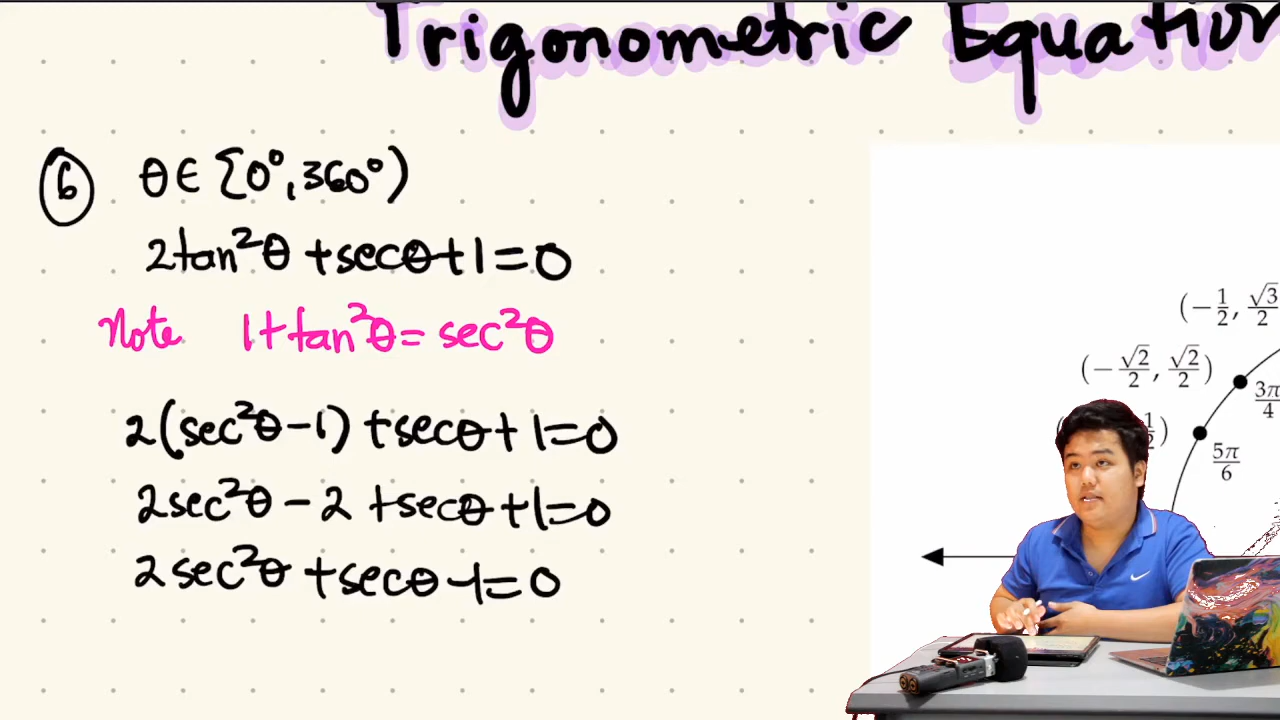 Trigonometric Equation
⑥ θ ∈ {0°, 360°)
2tan²θ + secθ + 1 = 0
Note 1 + tan²θ = sec²θ
2(sec²θ - 1) + secθ + 1 = 0
2sec²θ - 2 + secθ + 1 = 0
2sec²θ + secθ - 1 = 0
(-1/2, √3/2
(-√2/2, √2/2)
3π/4
1/2)
5π/6